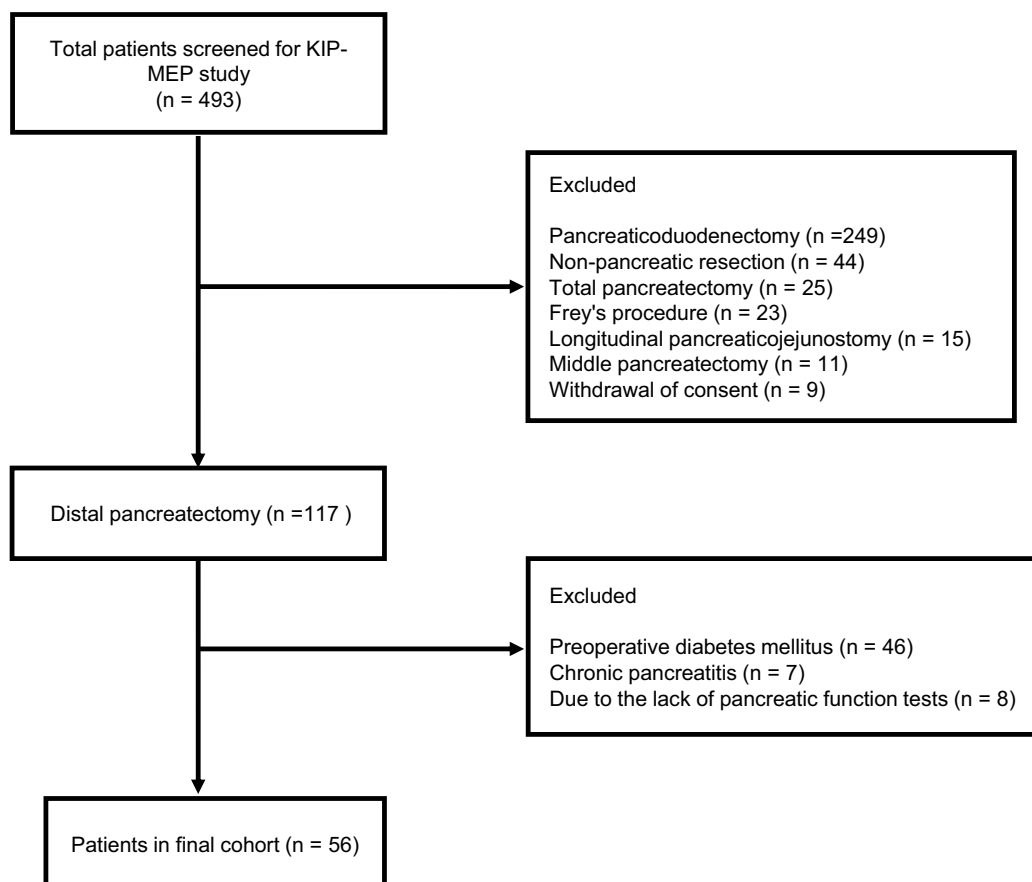 Total patients screened for KIP-
MEP study
(n = 493)
Excluded
Pancreaticoduodenectomy (n =249)
Non-pancreatic resection (n = 44)
Total pancreatectomy (n = 25)
Frey's procedure (n = 23)
Longitudinal pancreaticojejunostomy (n = 15)
Middle pancreatectomy (n = 11)
Withdrawal of consent (n = 9)
Distal pancreatectomy (n =117 )
Excluded
Preoperative diabetes mellitus (n = 46)
Chronic pancreatitis (n = 7)
Due to the lack of pancreatic function tests (n = 8)
Patients in final cohort (n = 56)